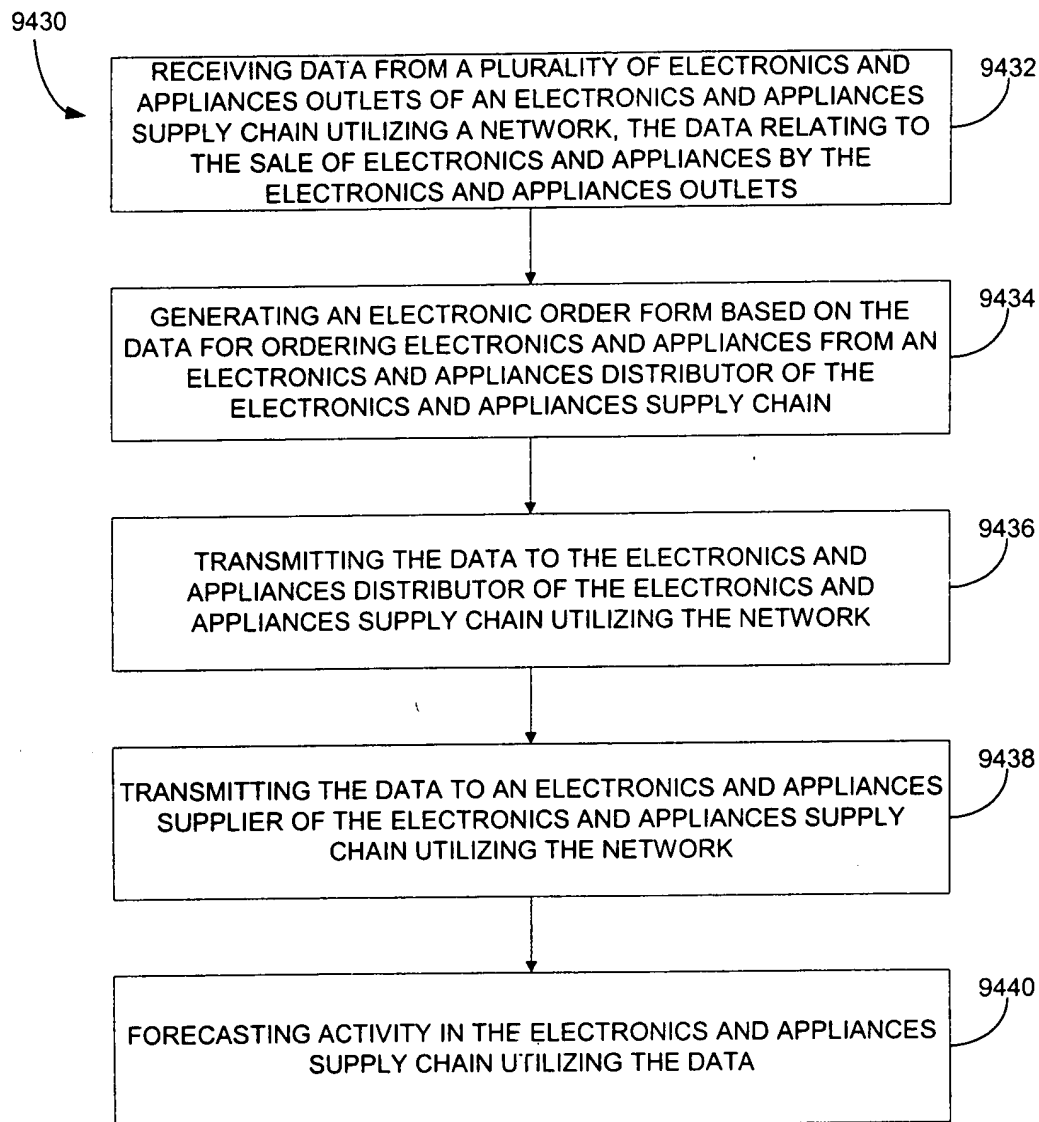 9430
RECEIVING DATA FROM A PLURALITY OF ELECTRONICS AND
APPLIANCES OUTLETS OF AN ELECTRONICS AND APPLIANCES
SUPPLY CHAIN UTILIZING A NETWORK, THE DATA RELATING TO
THE SALE OF ELECTRONICS AND APPLIANCES BY THE
ELECTRONICS AND APPLIANCES OUTLETS
9432
GENERATING AN ELECTRONIC ORDER FORM BASED ON THE
DATA FOR ORDERING ELECTRONICS AND APPLIANCES FROM AN
ELECTRONICS AND APPLIANCES DISTRIBUTOR OF THE
ELECTRONICS AND APPLIANCES SUPPLY CHAIN
9434
TRANSMITTING THE DATA TO THE ELECTRONICS AND
APPLIANCES DISTRIBUTOR OF THE ELECTRONICS AND
APPLIANCES SUPPLY CHAIN UTILIZING THE NETWORK
9436
TRANSMITTING THE DATA TO AN ELECTRONICS AND APPLIANCES
SUPPLIER OF THE ELECTRONICS AND APPLIANCES SUPPLY
CHAIN UTILIZING THE NETWORK
9438
FORECASTING ACTIVITY IN THE ELECTRONICS AND APPLIANCES
SUPPLY CHAIN UTILIZING THE DATA
9440